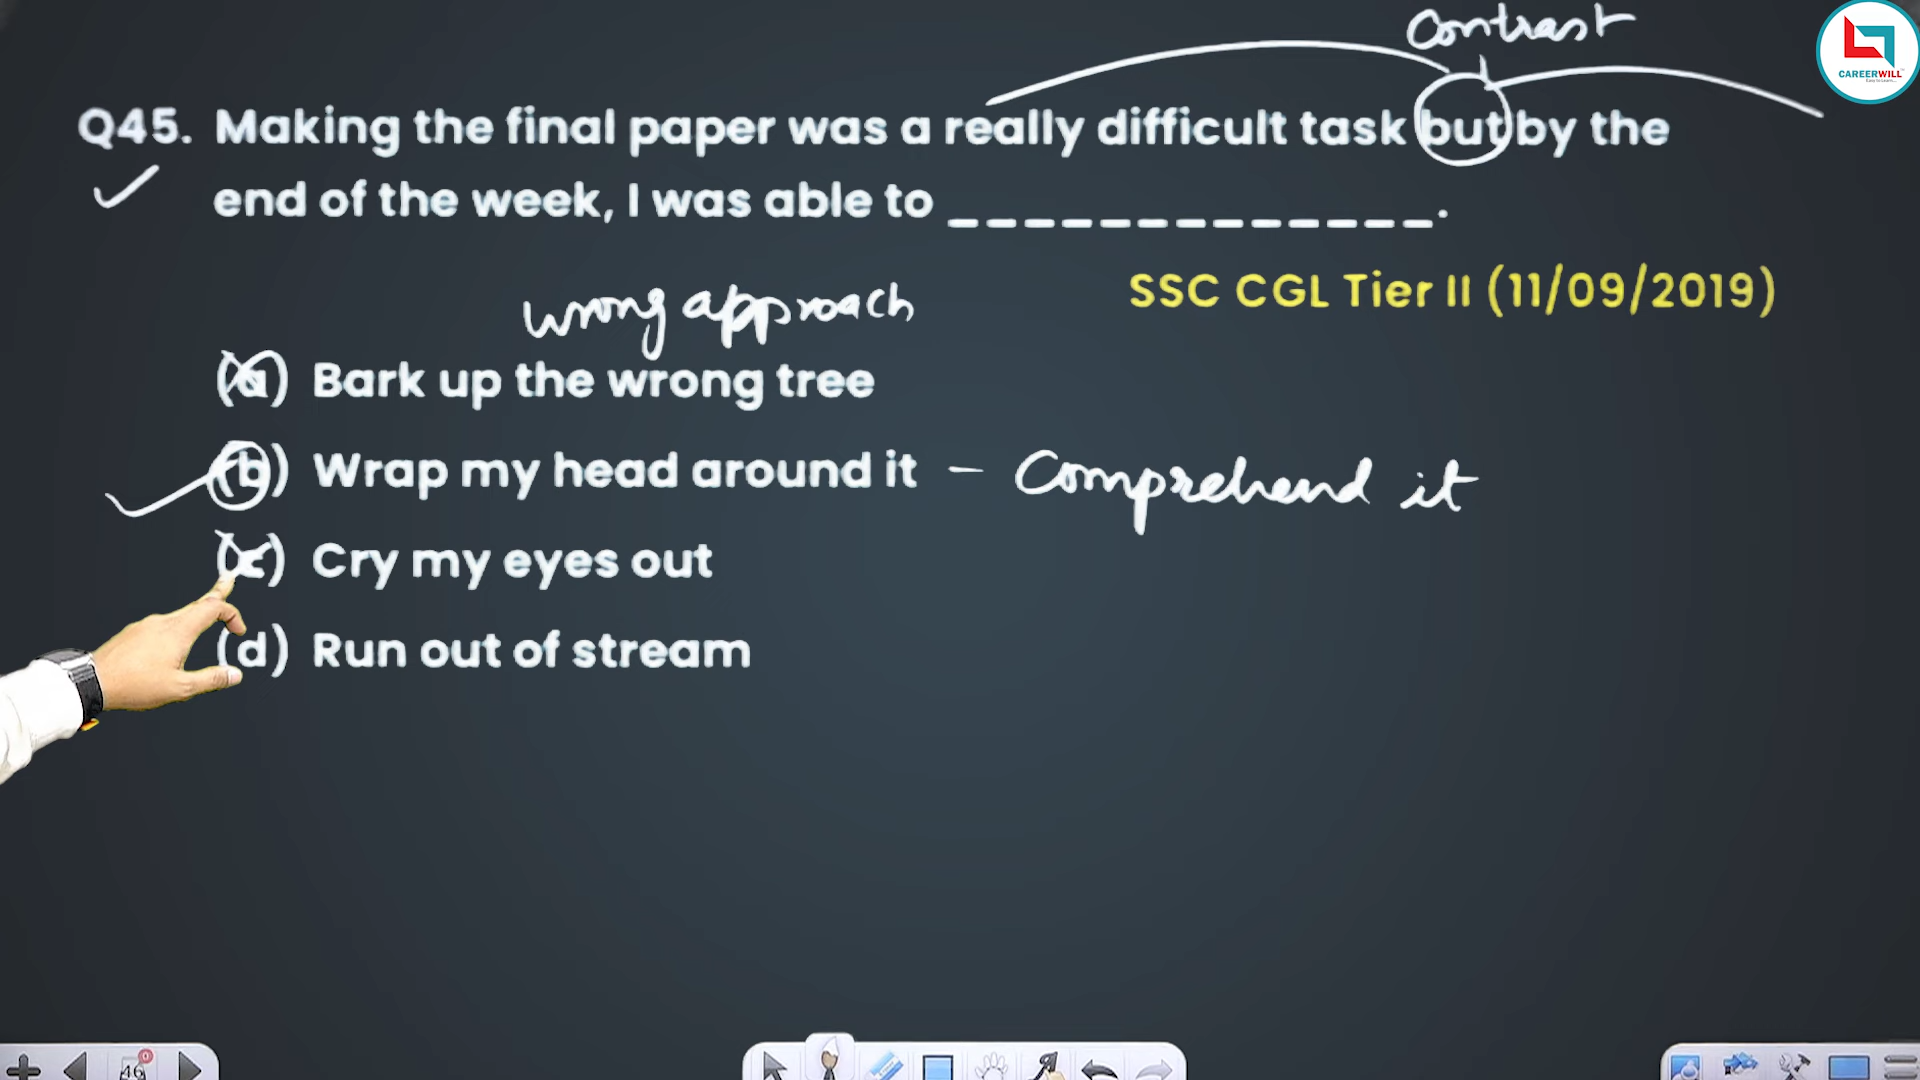 Contrast
CAREERWILL
Q45. Making the final paper was a really difficult task but by the
end of the week, I was able to _ _ _ _ _ _ _ _ _ _ _ _ _.
SSC CGL Tier II (11/09/2019)
wrong approach
(a) Bark up the wrong tree
(b) Wrap my head around it - Comprehend it
(c) Cry my eyes out
(d) Run out of stream
46